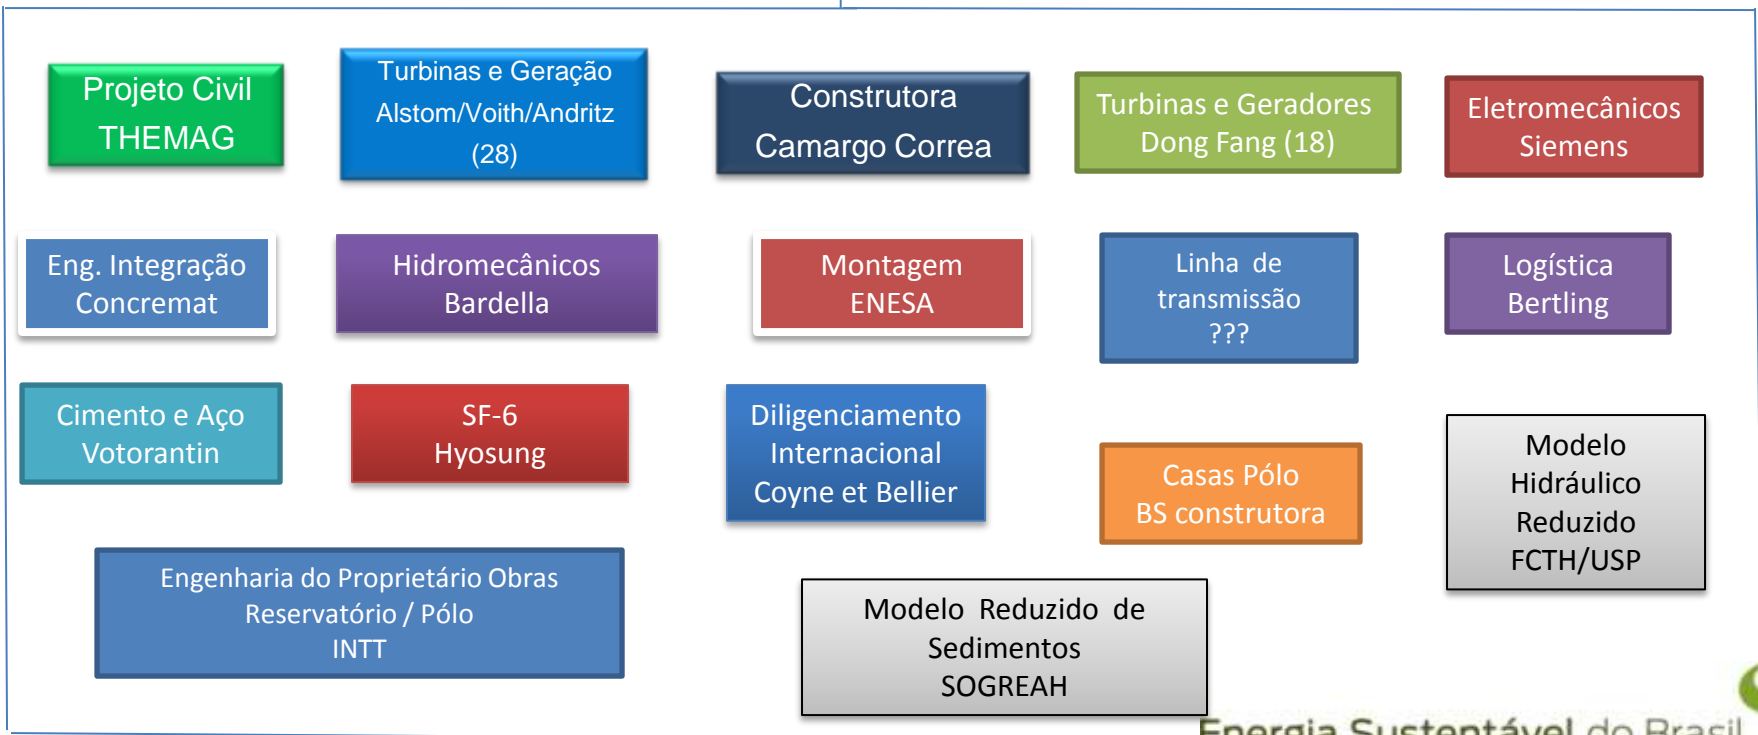 Projeto Civil
THEMAG
Turbinas e Geração
Alstom/Voith/Andritz
(28)
Construtora
Camargo Correa
Turbinas e Geradores
Dong Fang (18)
Eletromecânicos
Siemens
Eng. Integração
Concremat
Hidromecânicos
Bardella
Montagem
ENESA
Linha de
transmissão
???
Logística
Bertling
Cimento e Aço
Votorantin
SF-6
Hyosung
Diligenciamento
Internacional
Coyne et Bellier
Casas Pólo
BS construtora
Modelo
Hidráulico
Reduzido
FCTH/USP
Engenharia do Proprietário Obras
Reservatório / Pólo
INTT
Modelo Reduzido de
Sedimentos
SOGREAH
Energia Sustentável do Brasil